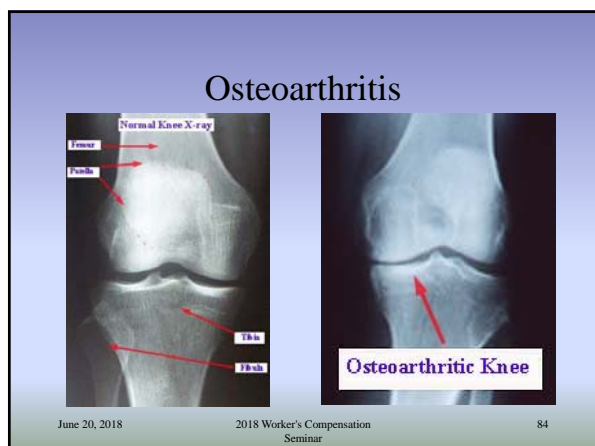 Osteoarthritis
Normal Knee X-ray
Femur
Patella
Tibia
Fibula
Osteoarthritic Knee
June 20, 2018
2018 Worker's Compensation
Seminar
84